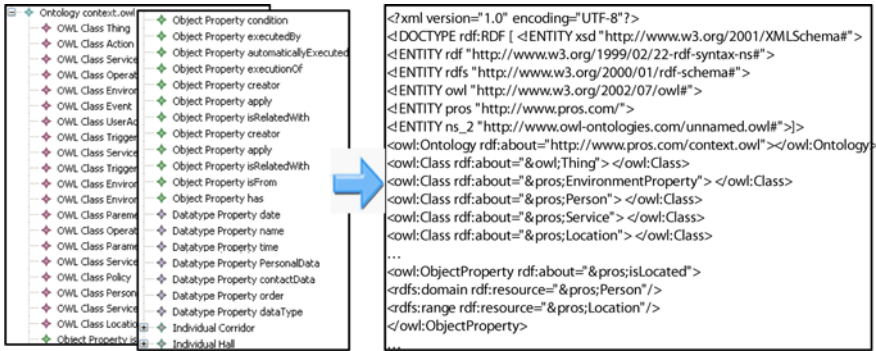 Ontology context.owl
OWL Class Thing
OWL Class Action
OWL Class Service
OWL Class Operat
OWL Class Environ
OWL Class Event
OWL Class UserAc
OWL Class Trigger
OWL Class Service
OWL Class Trigger
OWL Class Environ
OWL Class Environ
OWL Class Pareme
OWL Class Operat
OWL Class Parame
OWL Class Service
OWL Class Policy
OWL Class Person
OWL Class Service
OWL Class Locatio
Object Property is
Object Property condition
Object Property executedBy
Object Property automaticallyExecuted
Object Property executionOf
Object Property creator
Object Property apply
Object Property isRelatedWith
Object Property creator
Object Property apply
Object Property isRelatedWith
Object Property isFrom
Object Property has
Datatype Property date
Datatype Property name
Datatype Property time
Datatype Property PersonalData
Datatype Property contactData
Datatype Property order
Datatype Property dataType
Individual Corridor
Individual Hall
<?xml version="1.0" encoding="UTF-8"?>
<!DOCTYPE rdf:RDF [ <!ENTITY xsd "http://www.w3.org/2001/XMLSchema#">
<!ENTITY rdf "http://www.w3.org/1999/02/22-rdf-syntax-ns#">
<!ENTITY rdfs "http://www.w3.org/2000/01/rdf-schema#">
<!ENTITY owl "http://www.w3.org/2002/07/owl#">
<!ENTITY pros "http://www.pros.com/">
<!ENTITY ns_2 "http://www.owl-ontologies.com/unnamed.owl#">]>
<owl:Ontology rdf:about="http://www.pros.com/context.owl"></owl:Ontology>
<owl:Class rdf:about="&owl;Thing"> </owl:Class>
<owl:Class rdf:about="&pros;EnvironmentProperty"> </owl:Class>
<owl:Class rdf:about="&pros;Person"> </owl:Class>
<owl:Class rdf:about="&pros;Service"> </owl:Class>
<owl:Class rdf:about="&pros;Location"> </owl:Class>
...
<owl:ObjectProperty rdf:about="&pros;isLocated">
<rdfs:domain rdf:resource="&pros;Person"/>
<rdfs:range rdf:resource="&pros;Location"/>
</owl:ObjectProperty>
...